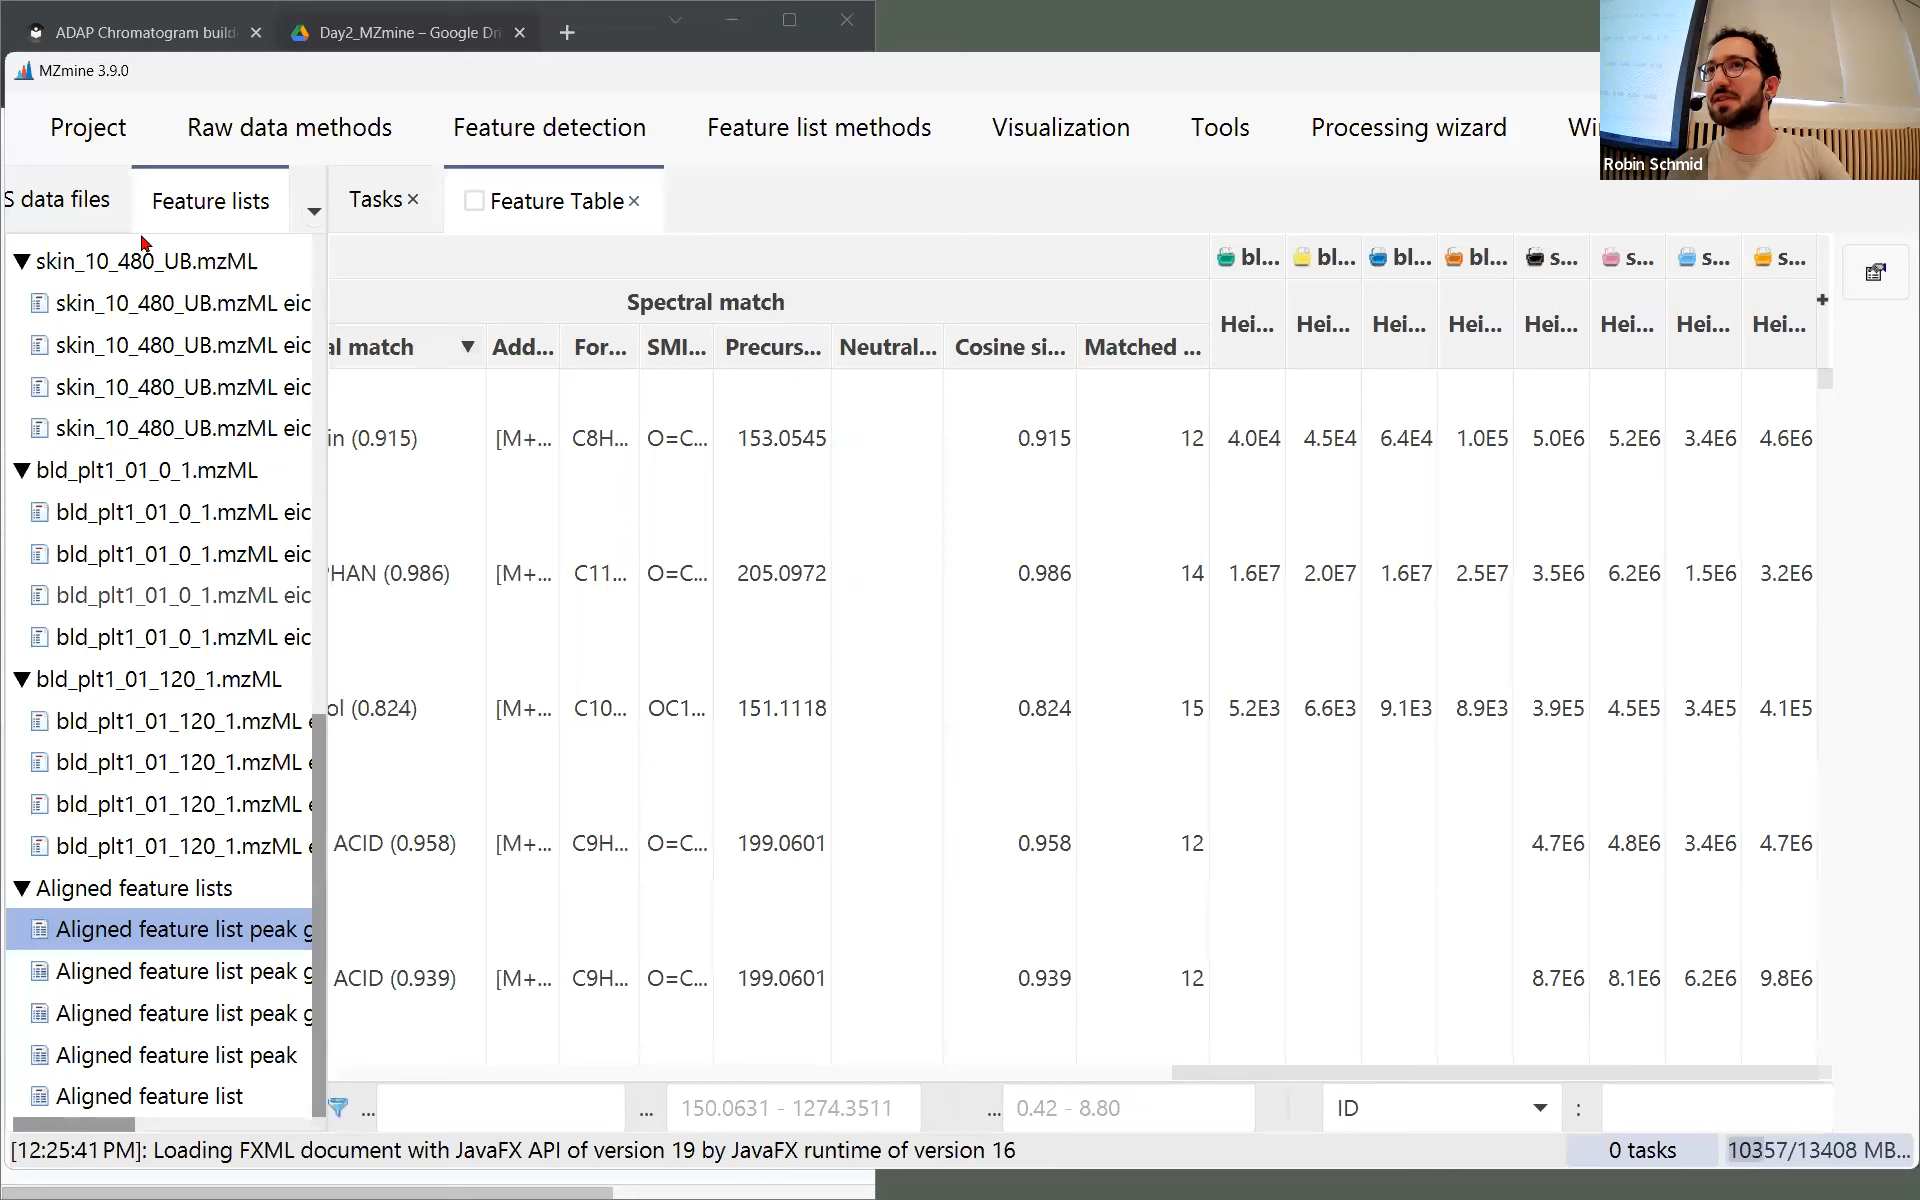 ADAP Chromatogram build
Day2_MZmine – Google Dri
MZmine 3.9.0
Project Raw data methods Feature detection Feature list methods Visualization Tools Processing wizard Wi
Robin Schmid
S data files Feature lists Tasks Feature Table
skin_10_480_UB.mzML
skin_10_480_UB.mzML eic
skin_10_480_UB.mzML eic
skin_10_480_UB.mzML eic
skin_10_480_UB.mzML eic
bld_plt1_01_0_1.mzML
bld_plt1_01_0_1.mzML eic
bld_plt1_01_0_1.mzML eic
bld_plt1_01_0_1.mzML eic
bld_plt1_01_0_1.mzML eic
bld_plt1_01_120_1.mzML
bld_plt1_01_120_1.mzML e
bld_plt1_01_120_1.mzML e
bld_plt1_01_120_1.mzML e
bld_plt1_01_120_1.mzML e
Aligned feature lists
Aligned feature list peak g
Aligned feature list peak g
Aligned feature list peak g
Aligned feature list peak
Aligned feature list
bl... bl... bl... bl... s... s... s... s...
Spectral match
Hei... Hei... Hei... Hei... Hei... Hei... Hei... Hei...
al match Add... For... SMI... Precurs... Neutral... Cosine si... Matched ...
in (0.915) [M+... C8H... O=C... 153.0545 0.915 12 4.0E4 4.5E4 6.4E4 1.0E5 5.0E6 5.2E6 3.4E6 4.6E6
PHAN (0.986) [M+... C11... O=C... 205.0972 0.986 14 1.6E7 2.0E7 1.6E7 2.5E7 3.5E6 6.2E6 1.5E6 3.2E6
ol (0.824) [M+... C10... OC1... 151.1118 0.824 15 5.2E3 6.6E3 9.1E3 8.9E3 3.9E5 4.5E5 3.4E5 4.1E5
ACID (0.958) [M+... C9H... O=C... 199.0601 0.958 12 4.7E6 4.8E6 3.4E6 4.7E6
ACID (0.939) [M+... C9H... O=C... 199.0601 0.939 12 8.7E6 8.1E6 6.2E6 9.8E6
... ... 150.0631 - 1274.3511 ... 0.42 - 8.80 ID :
[12:25:41 PM]: Loading FXML document with JavaFX API of version 19 by JavaFX runtime of version 16
0 tasks 10357/13408 MB...